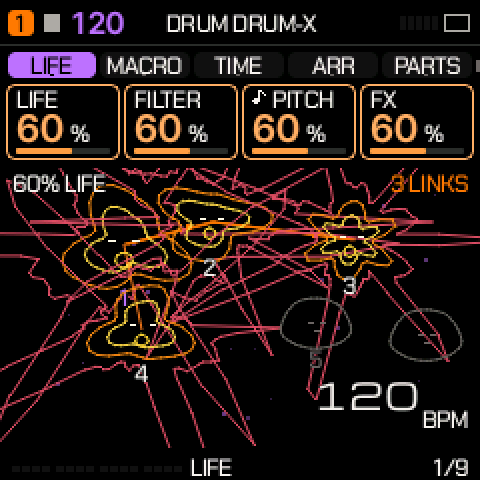 1 120 DRUM DRUM-X
LIFE MACRO TIME ARR PARTS
LIFE FILTER ♪ PITCH FX
60 % 60 % 60 % 60 %
60% LIFE 3 LINKS
2
3
1
5
4
120 BPM
LIFE 1/9